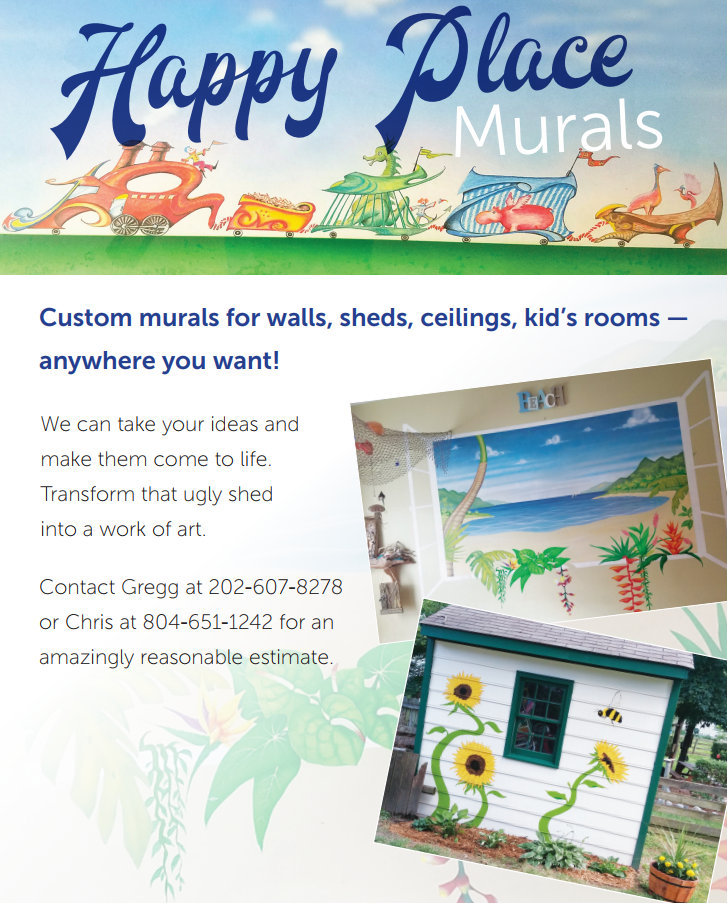 Happy Place
Murals
Custom murals for walls, sheds, ceilings, kid’s rooms —
anywhere you want!
We can take your ideas and
make them come to life.
Transform that ugly shed
into a work of art.
Contact Gregg at 202-607-8278
or Chris at 804-651-1242 for an
amazingly reasonable estimate.
BEACH